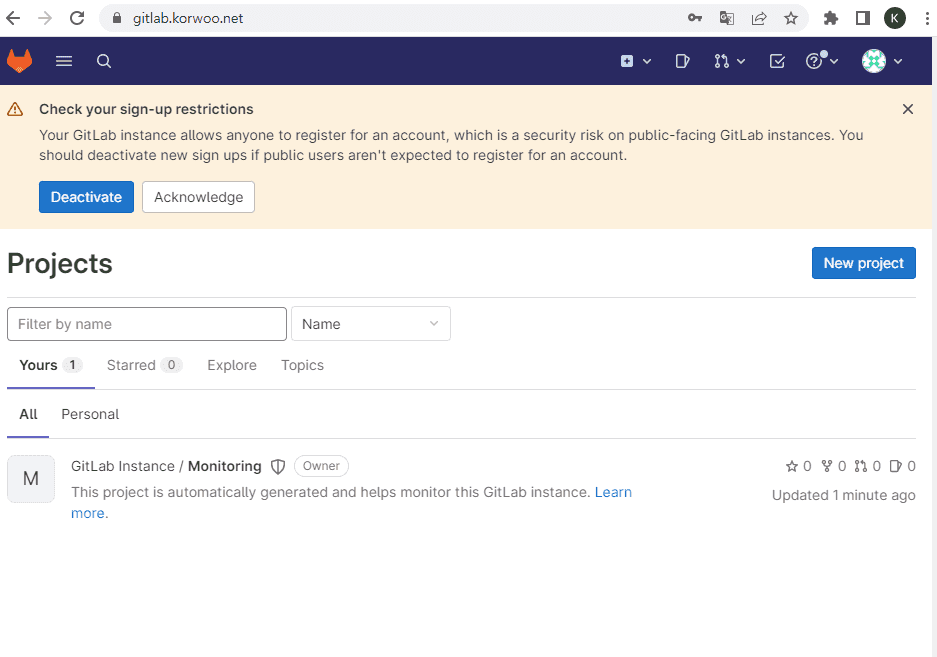 gitlab.korwoo.net
K
Check your sign-up restrictions
Your GitLab instance allows anyone to register for an account, which is a security risk on public-facing GitLab instances. You
should deactivate new sign ups if public users aren't expected to register for an account.
Deactivate Acknowledge
Projects
New project
Filter by name Name
Yours 1 Starred 0 Explore Topics
All Personal
M
GitLab Instance / Monitoring Owner
0 0 0 0
This project is automatically generated and helps monitor this GitLab instance. Learn
more.
Updated 1 minute ago